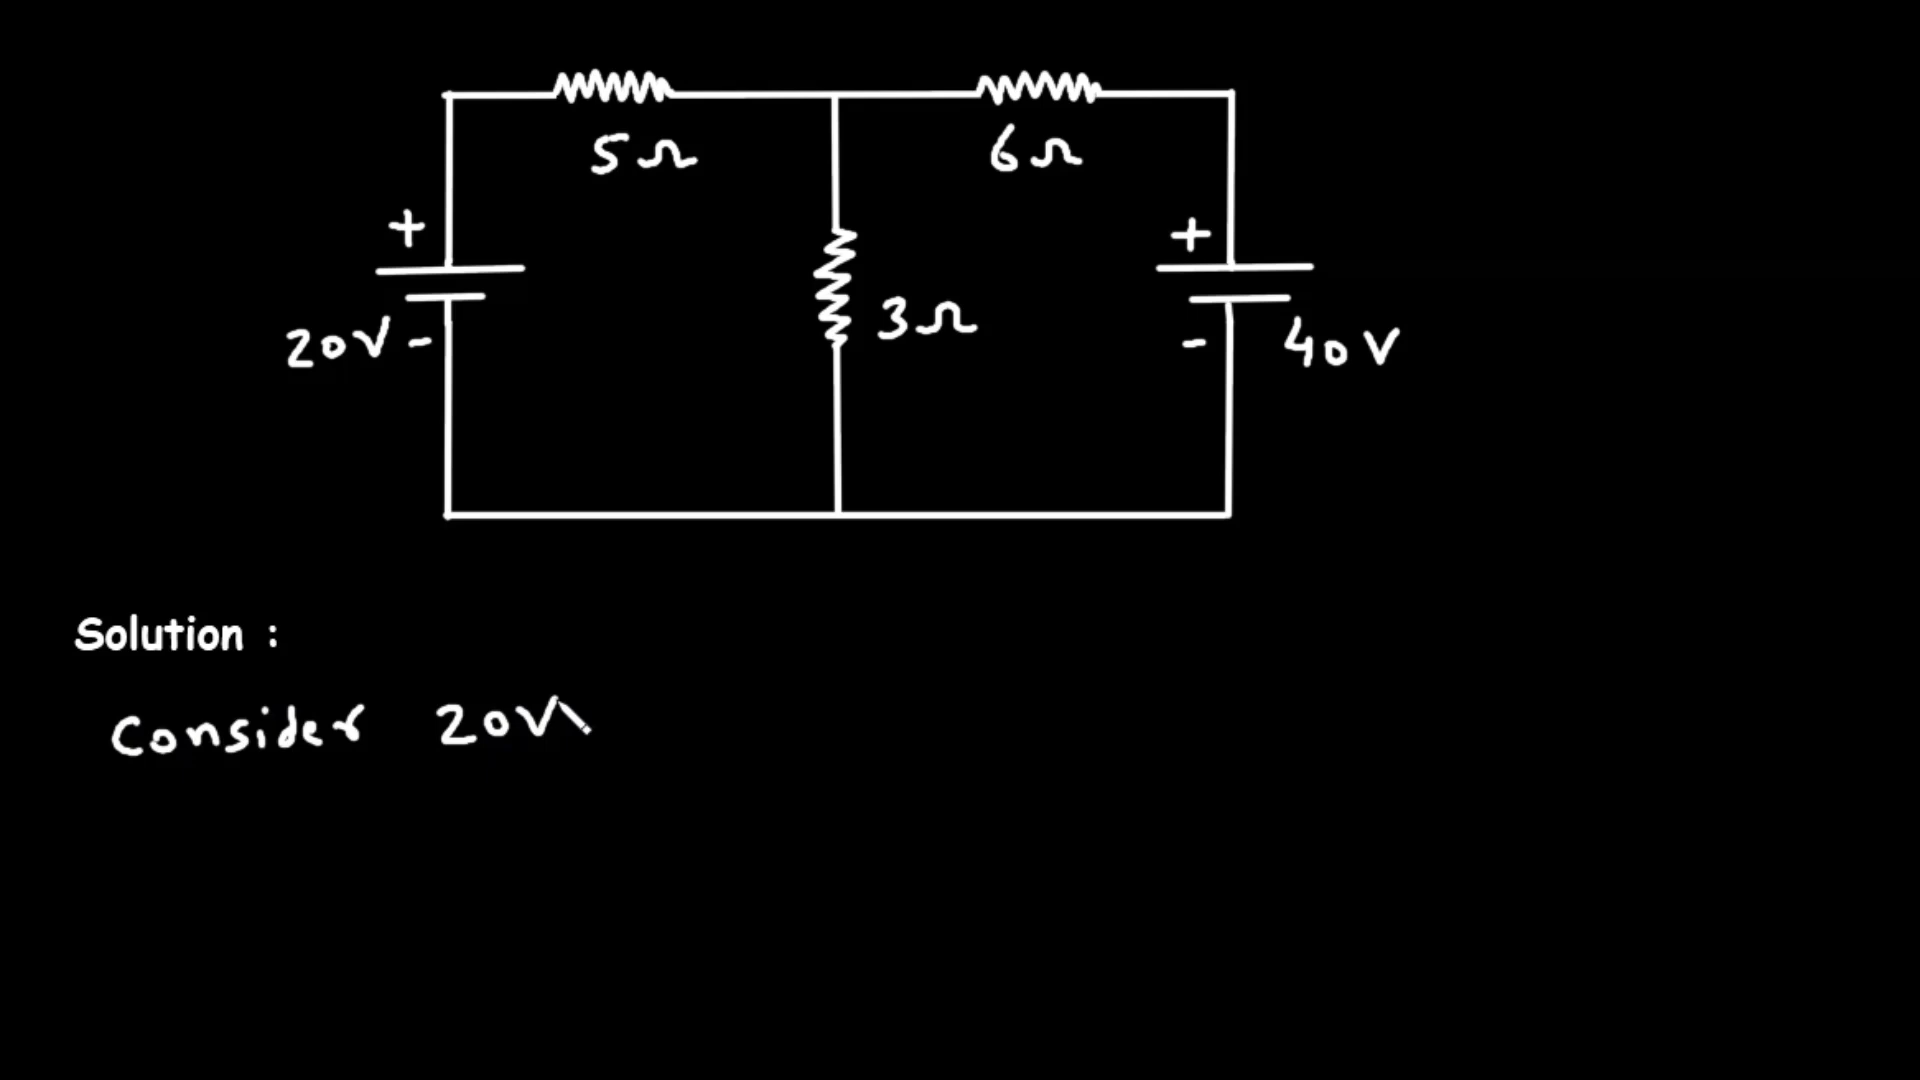 5Ω 6Ω
+ +
20V - 3Ω - 40V
Solution :
Consider 20V